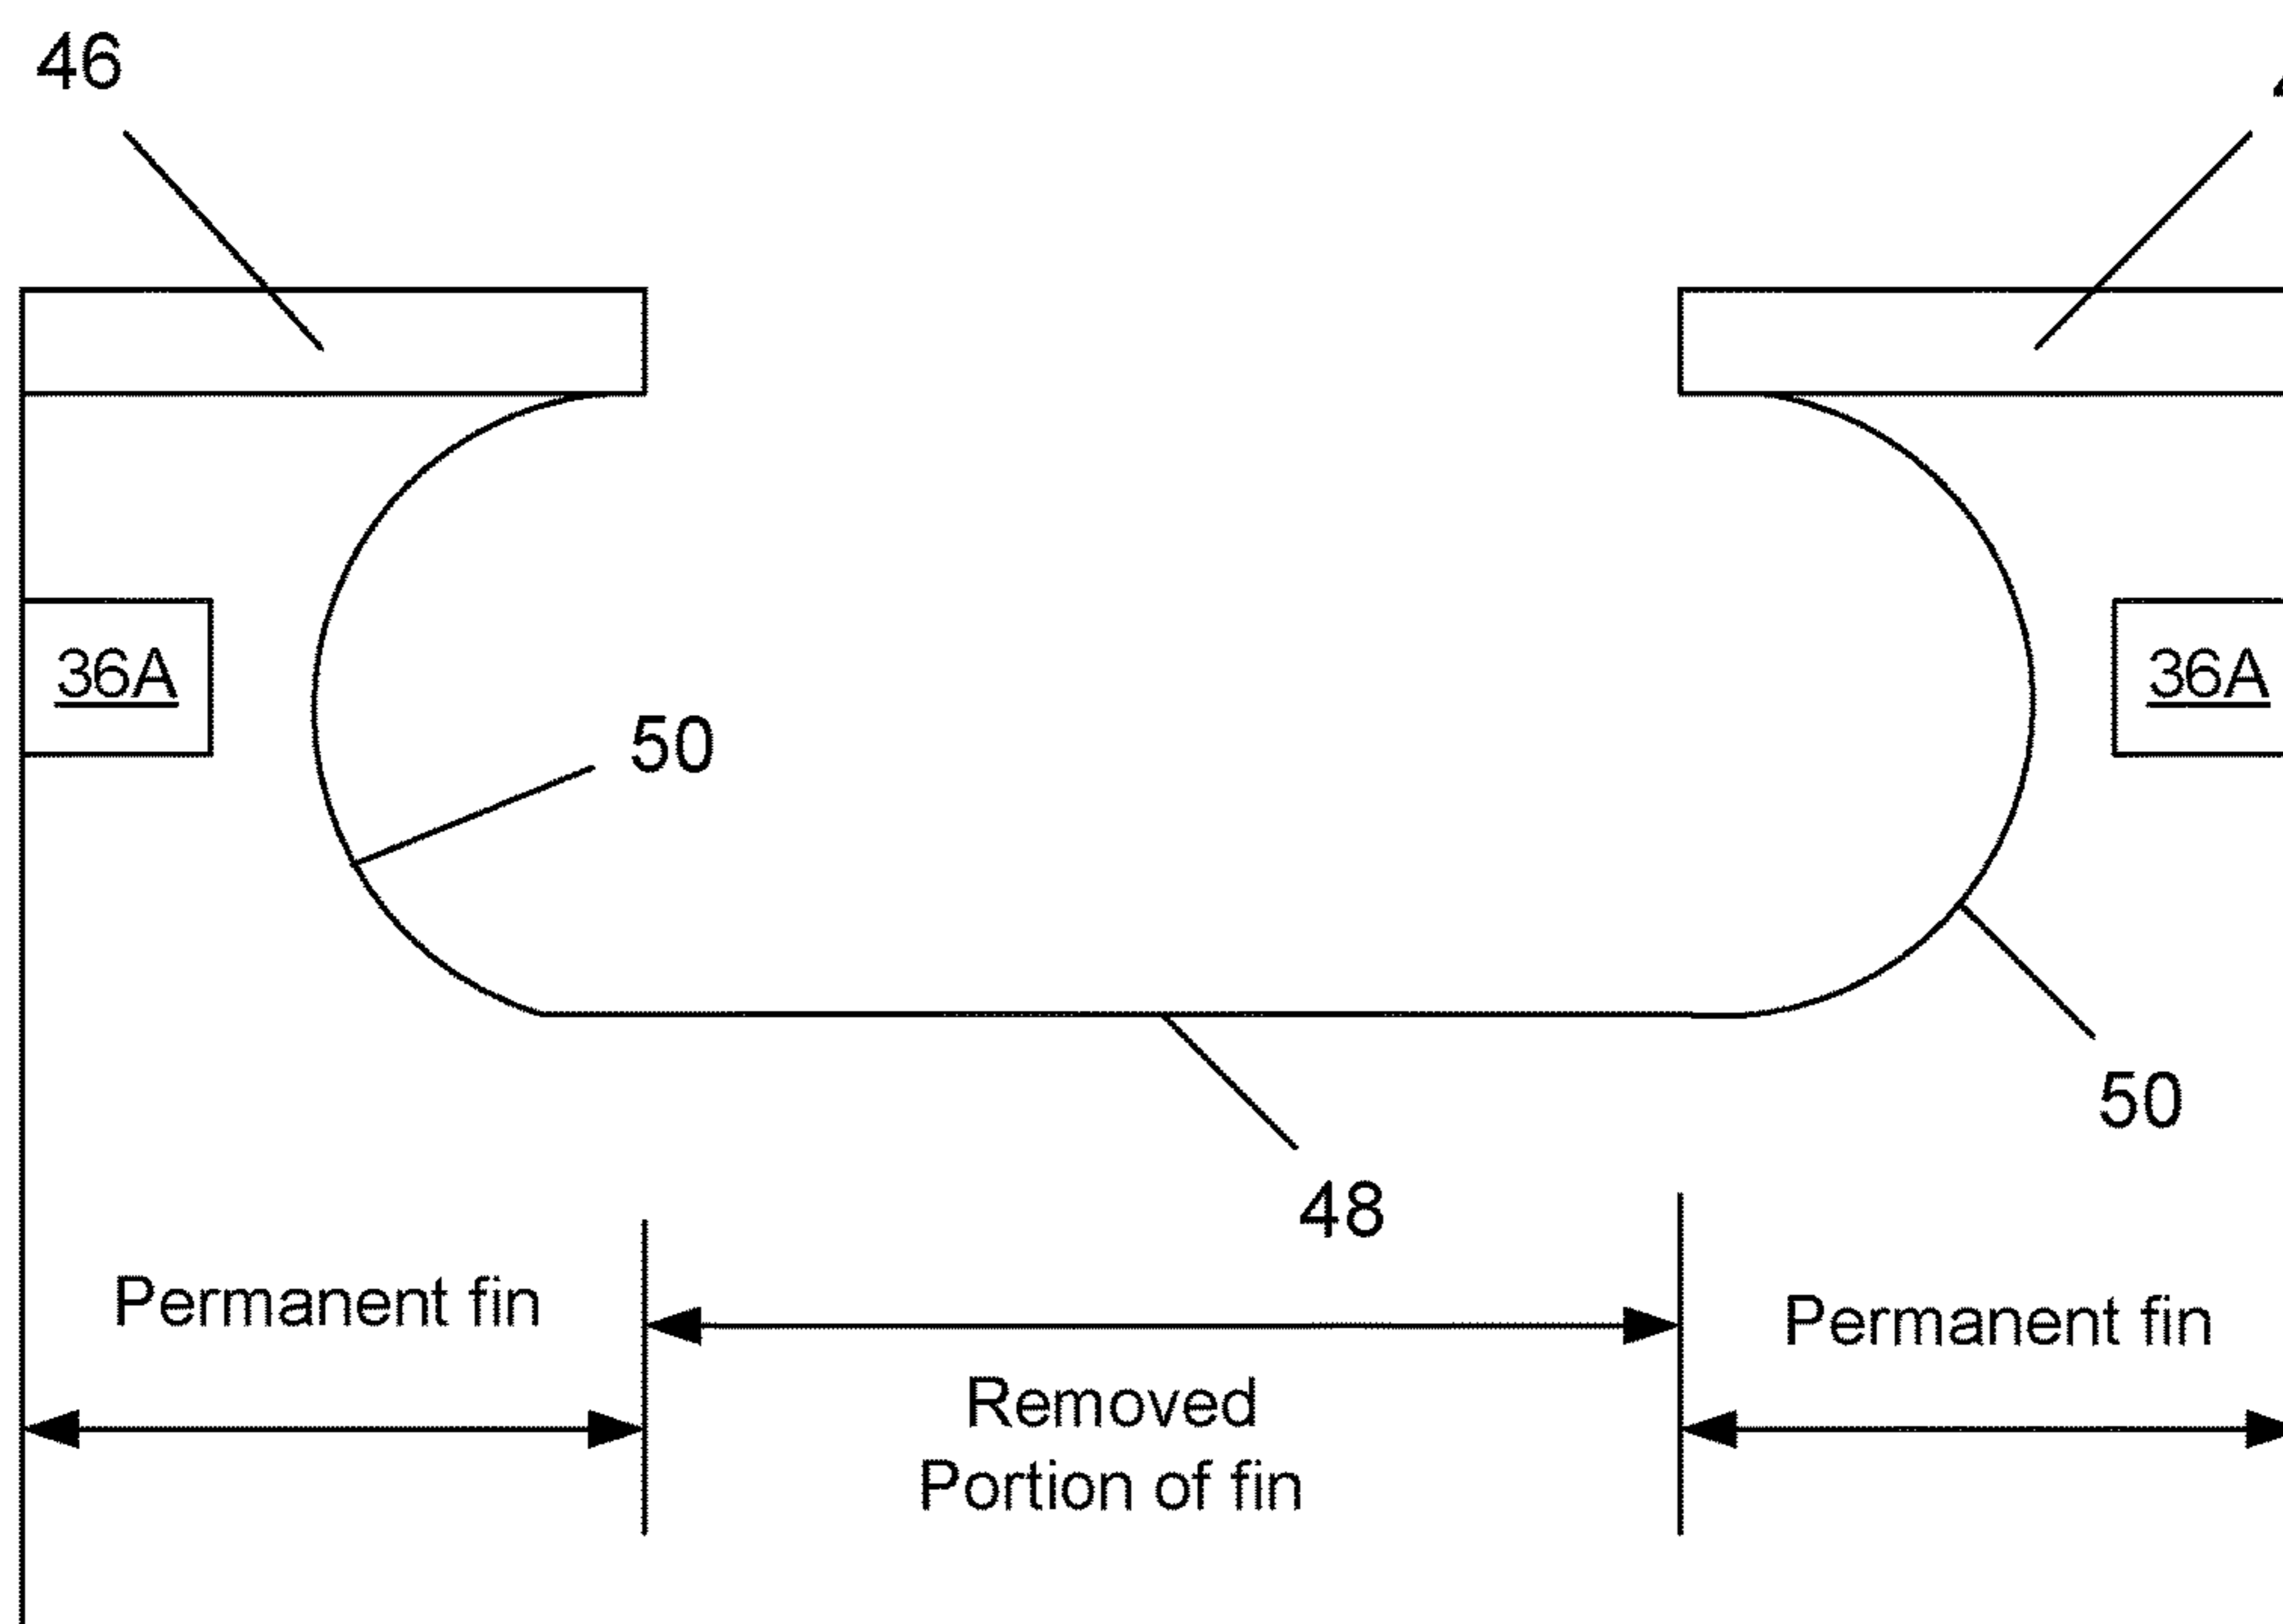 46
36A
36A
50
50
48
Permanent fin
Permanent fin
Removed
Portion of fin